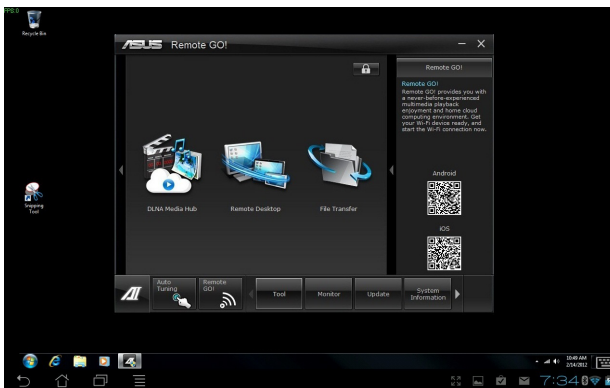 FPS:0
Recycle Bin
ASUS Remote GO!
Remote GO!
Remote GO!
Remote GO! provides you with
a never-before-experienced
multimedia playback
enjoyment and home cloud
computing environment. Get
your Wi-Fi device ready, and
start the Wi-Fi connection now.
Android
iOS
DLNA Media Hub
Remote Desktop
File Transfer
Snipping
Tool
Auto
Tuning
Remote
GO!
Tool
Monitor
Update
System
Information
10:49 AM
2/14/2012
7:34